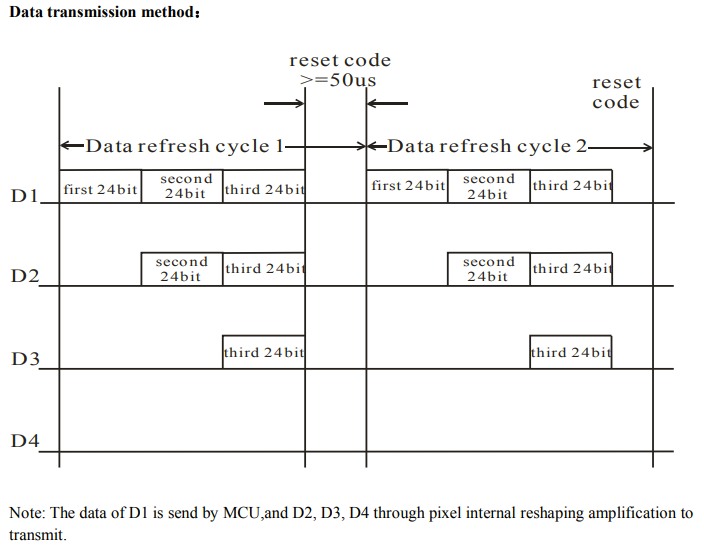 Data transmission method：
reset code
>=50us
reset
code
Data refresh cycle 1
Data refresh cycle 2
D1
first 24bit
second
24bit
third 24bit
first 24bit
second
24bit
third 24bit
D2
second
24bit
third 24bit
second
24bit
third 24bit
D3
third 24bit
third 24bit
D4
Note: The data of D1 is send by MCU,and D2, D3, D4 through pixel internal reshaping amplification to
transmit.